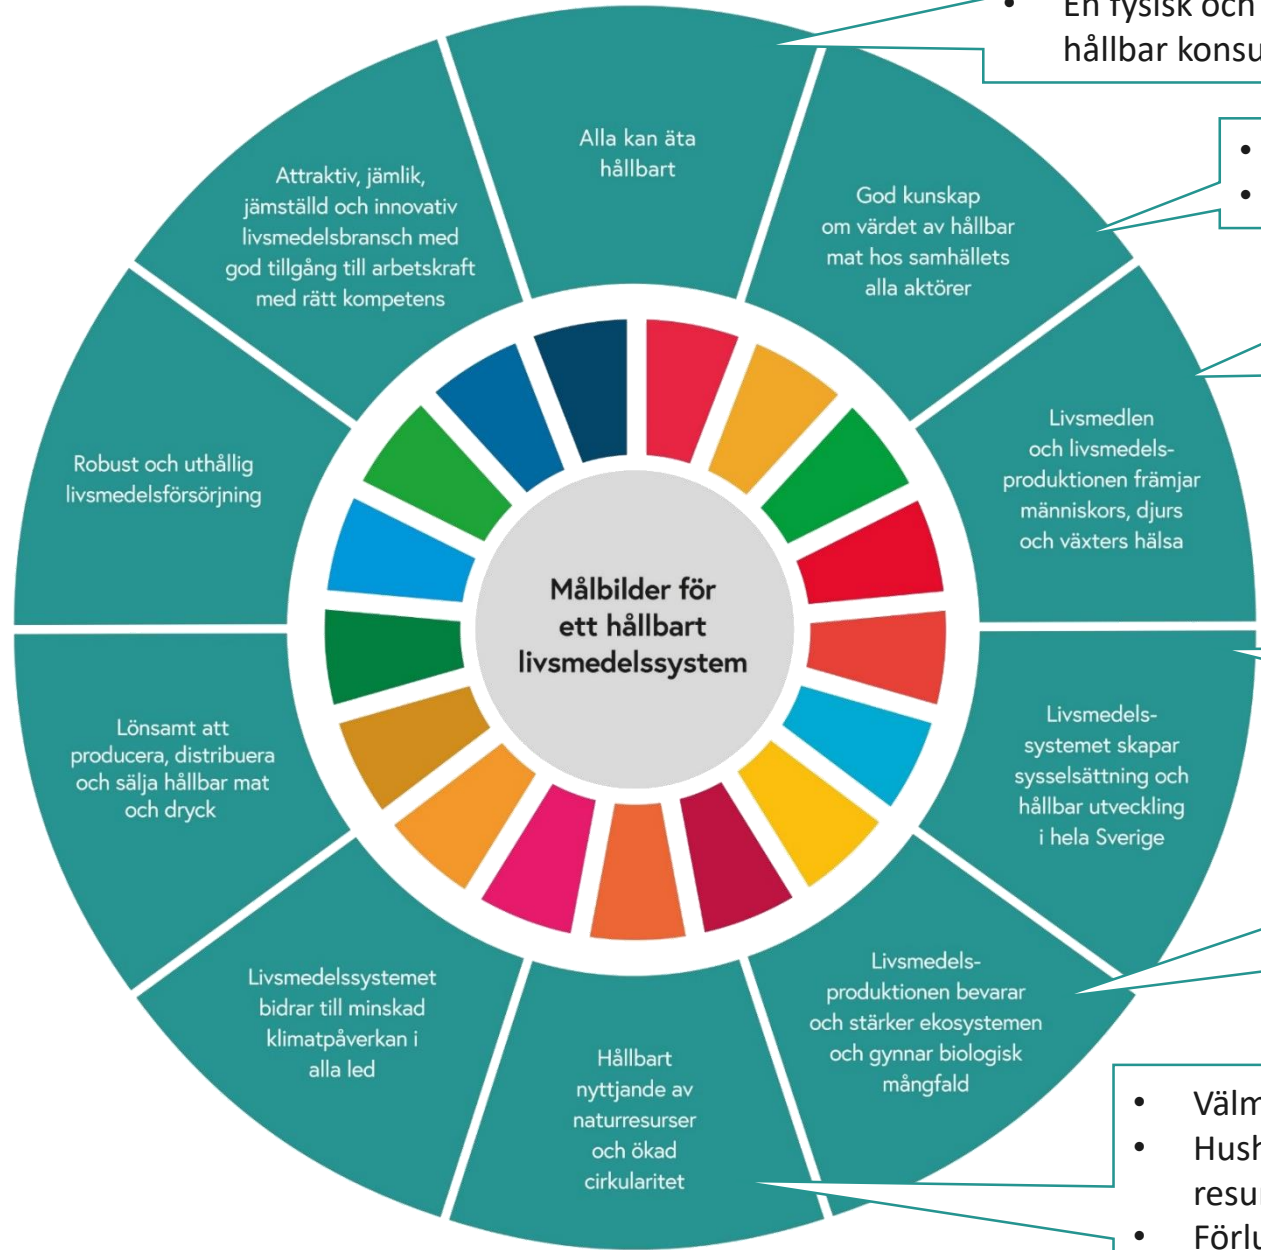 En fysisk och
hållbar
Alla kan äta
hållbart
God kunskap
om värdet av hållbar
mat hos samhällets
alla aktörer
Livsmedlen
och livsmedels-
produktionen främjar
människors, djurs
och växters hälsa
Livsmedels-
systemet skapar
sysselsättning och
hållbar utveckling
i hela Sverige
Livsmedels-
produktionen bevarar
och stärker ekosystemen
och gynnar biologisk
mångfald
Hållbart
nyttjande av
naturresurser
och ökad
cirkularitet
Livsmedelssystemet
bidrar till minskad
klimatpåverkan i
alla led
Lönsamt att
producera, distribuera
och sälja hållbar mat
och dryck
Robust och uthållig
livsmedelsförsörjning
Attraktiv, jämlik,
jämställd och innovativ
livsmedelsbransch med
god tillgång till arbetskraft
med rätt kompetens
Målbilder för
ett hållbart
livsmedelssystem